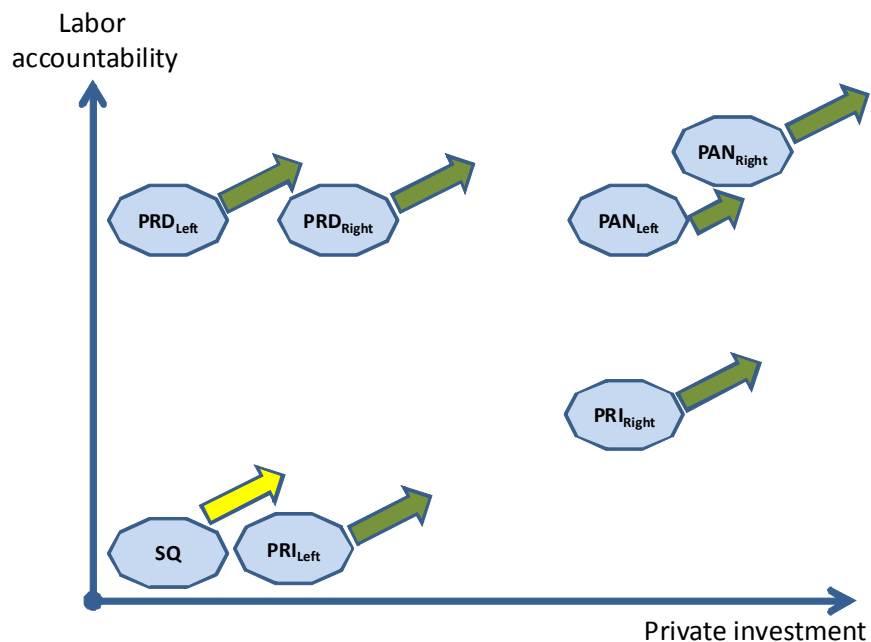 Labor
accountability
PAN Right
PRD Left
PRD Right
PAN Left
PRI Right
SQ
PRI Left
Private investment